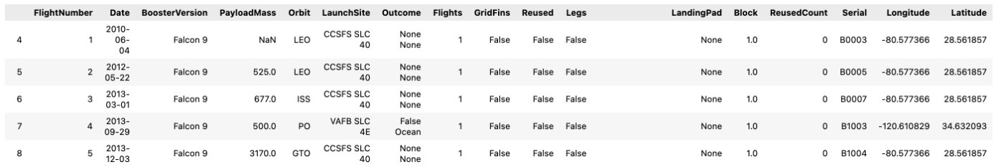 FlightNumber Date BoosterVersion PayloadMass Orbit LaunchSite Outcome Flights GridFins Reused Legs LandingPad Block ReusedCount Serial Longitude Latitude
4 1 2010-06-04 Falcon 9 NaN LEO CCSFS SLC 40 None None 1 False False False None 1.0 0 B0003 -80.577366 28.561857
5 2 2012-05-22 Falcon 9 525.0 LEO CCSFS SLC 40 None None 1 False False False None 1.0 0 B0005 -80.577366 28.561857
6 3 2013-03-01 Falcon 9 677.0 ISS CCSFS SLC 40 None None 1 False False False None 1.0 0 B0007 -80.577366 28.561857
7 4 2013-09-29 Falcon 9 500.0 PO VAFB SLC 4E False Ocean 1 False False False None 1.0 0 B1003 -120.610829 34.632093
8 5 2013-12-03 Falcon 9 3170.0 GTO CCSFS SLC 40 None None 1 False False False None 1.0 0 B1004 -80.577366 28.561857